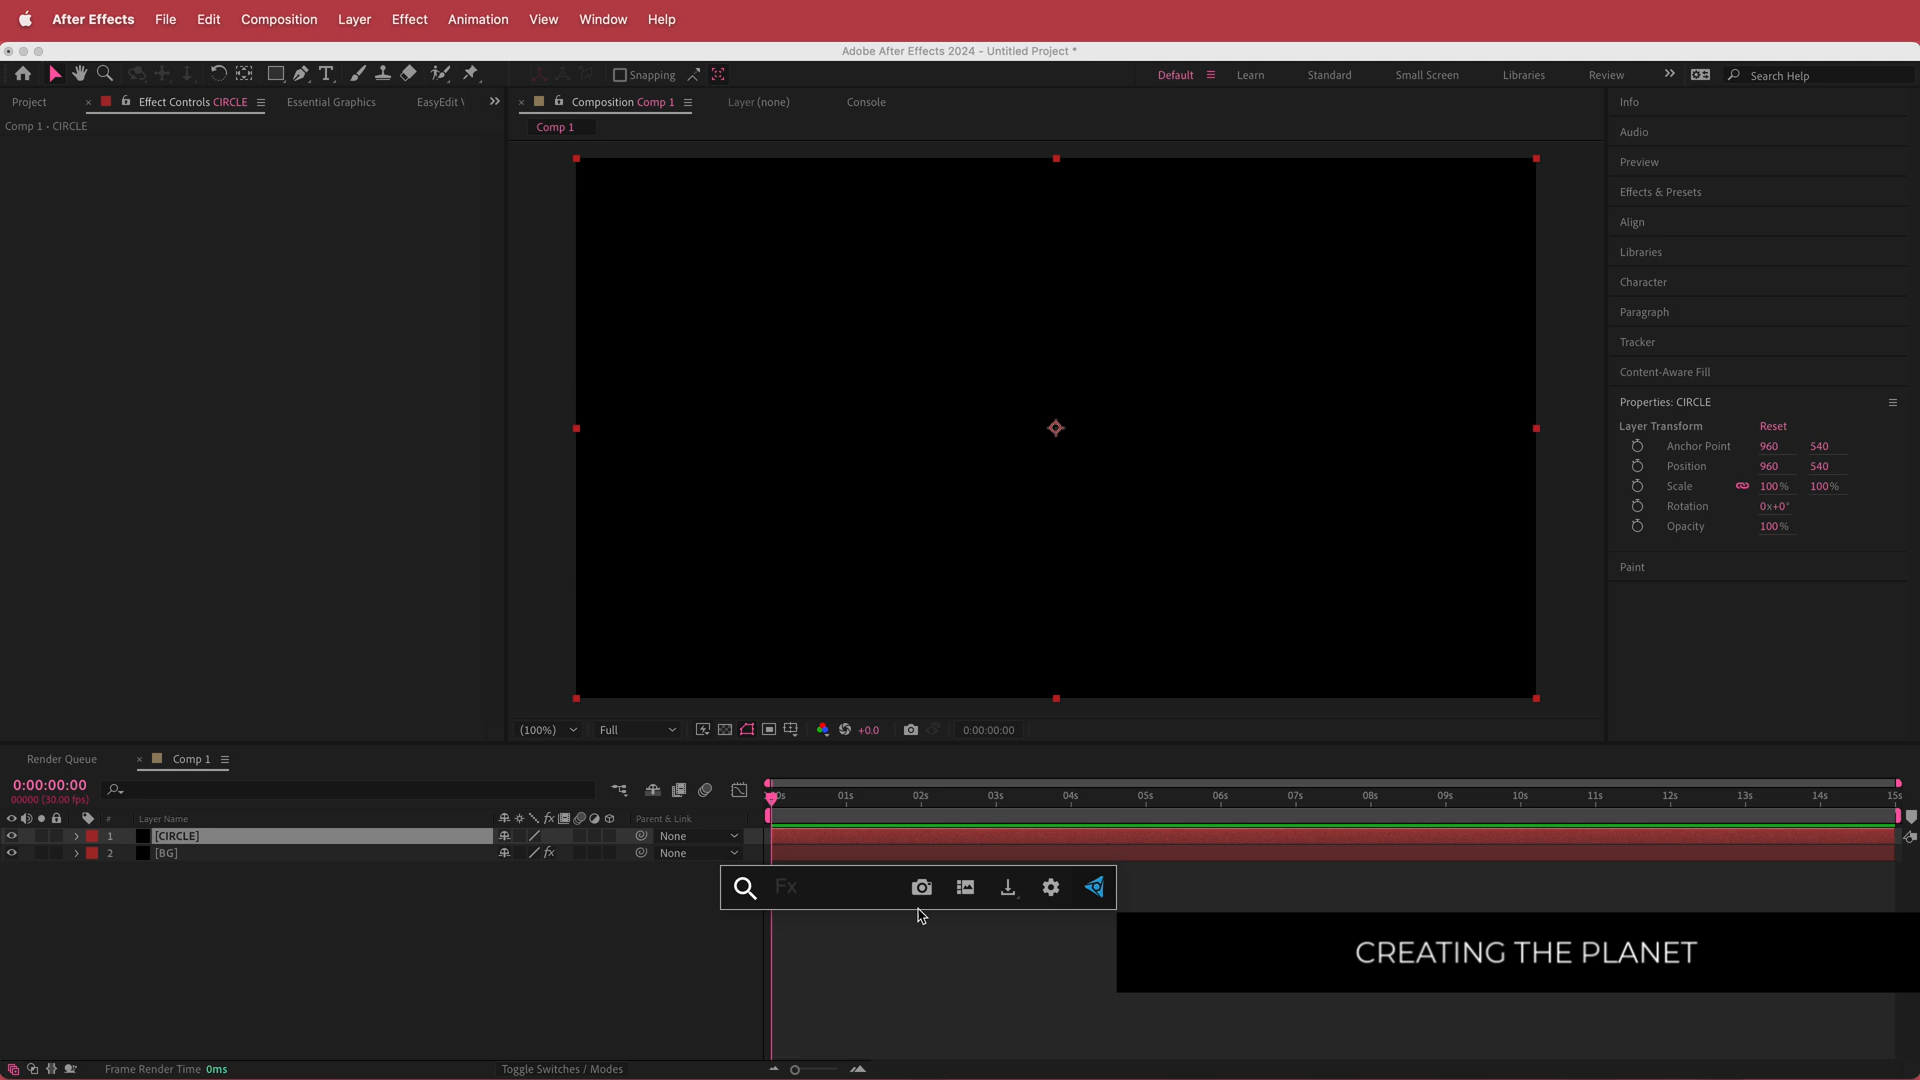 After Effects File Edit Composition Layer Effect Animation View Window Help
Adobe After Effects 2024 - Untitled Project *
Snapping Default Learn Standard Small Screen Libraries Review Search Help
Project Effect Controls CIRCLE Essential Graphics EasyEdit Composition Comp 1 Layer (none) Console
Comp 1 • CIRCLE
Comp 1
Info
Audio
Preview
Effects & Presets
Align
Libraries
Character
Paragraph
Tracker
Content-Aware Fill
Properties: CIRCLE
Layer Transform Reset
Anchor Point 960 540
Position 960 540
Scale 100% 100%
Rotation 0x+0°
Opacity 100%
Paint
(100%) Full +0.0 0:00:00:00
Render Queue Comp 1
0:00:00:00
00000 (30.00 fps)
01s 02s 03s 04s 05s 06s 07s 08s 09s 10s 11s 12s 13s 14s 15s
# Layer Name fx Parent & Link
1 [CIRCLE] None
2 [BG] fx None
Fx
CREATING THE PLANET
Frame Render Time 0ms Toggle Switches / Modes